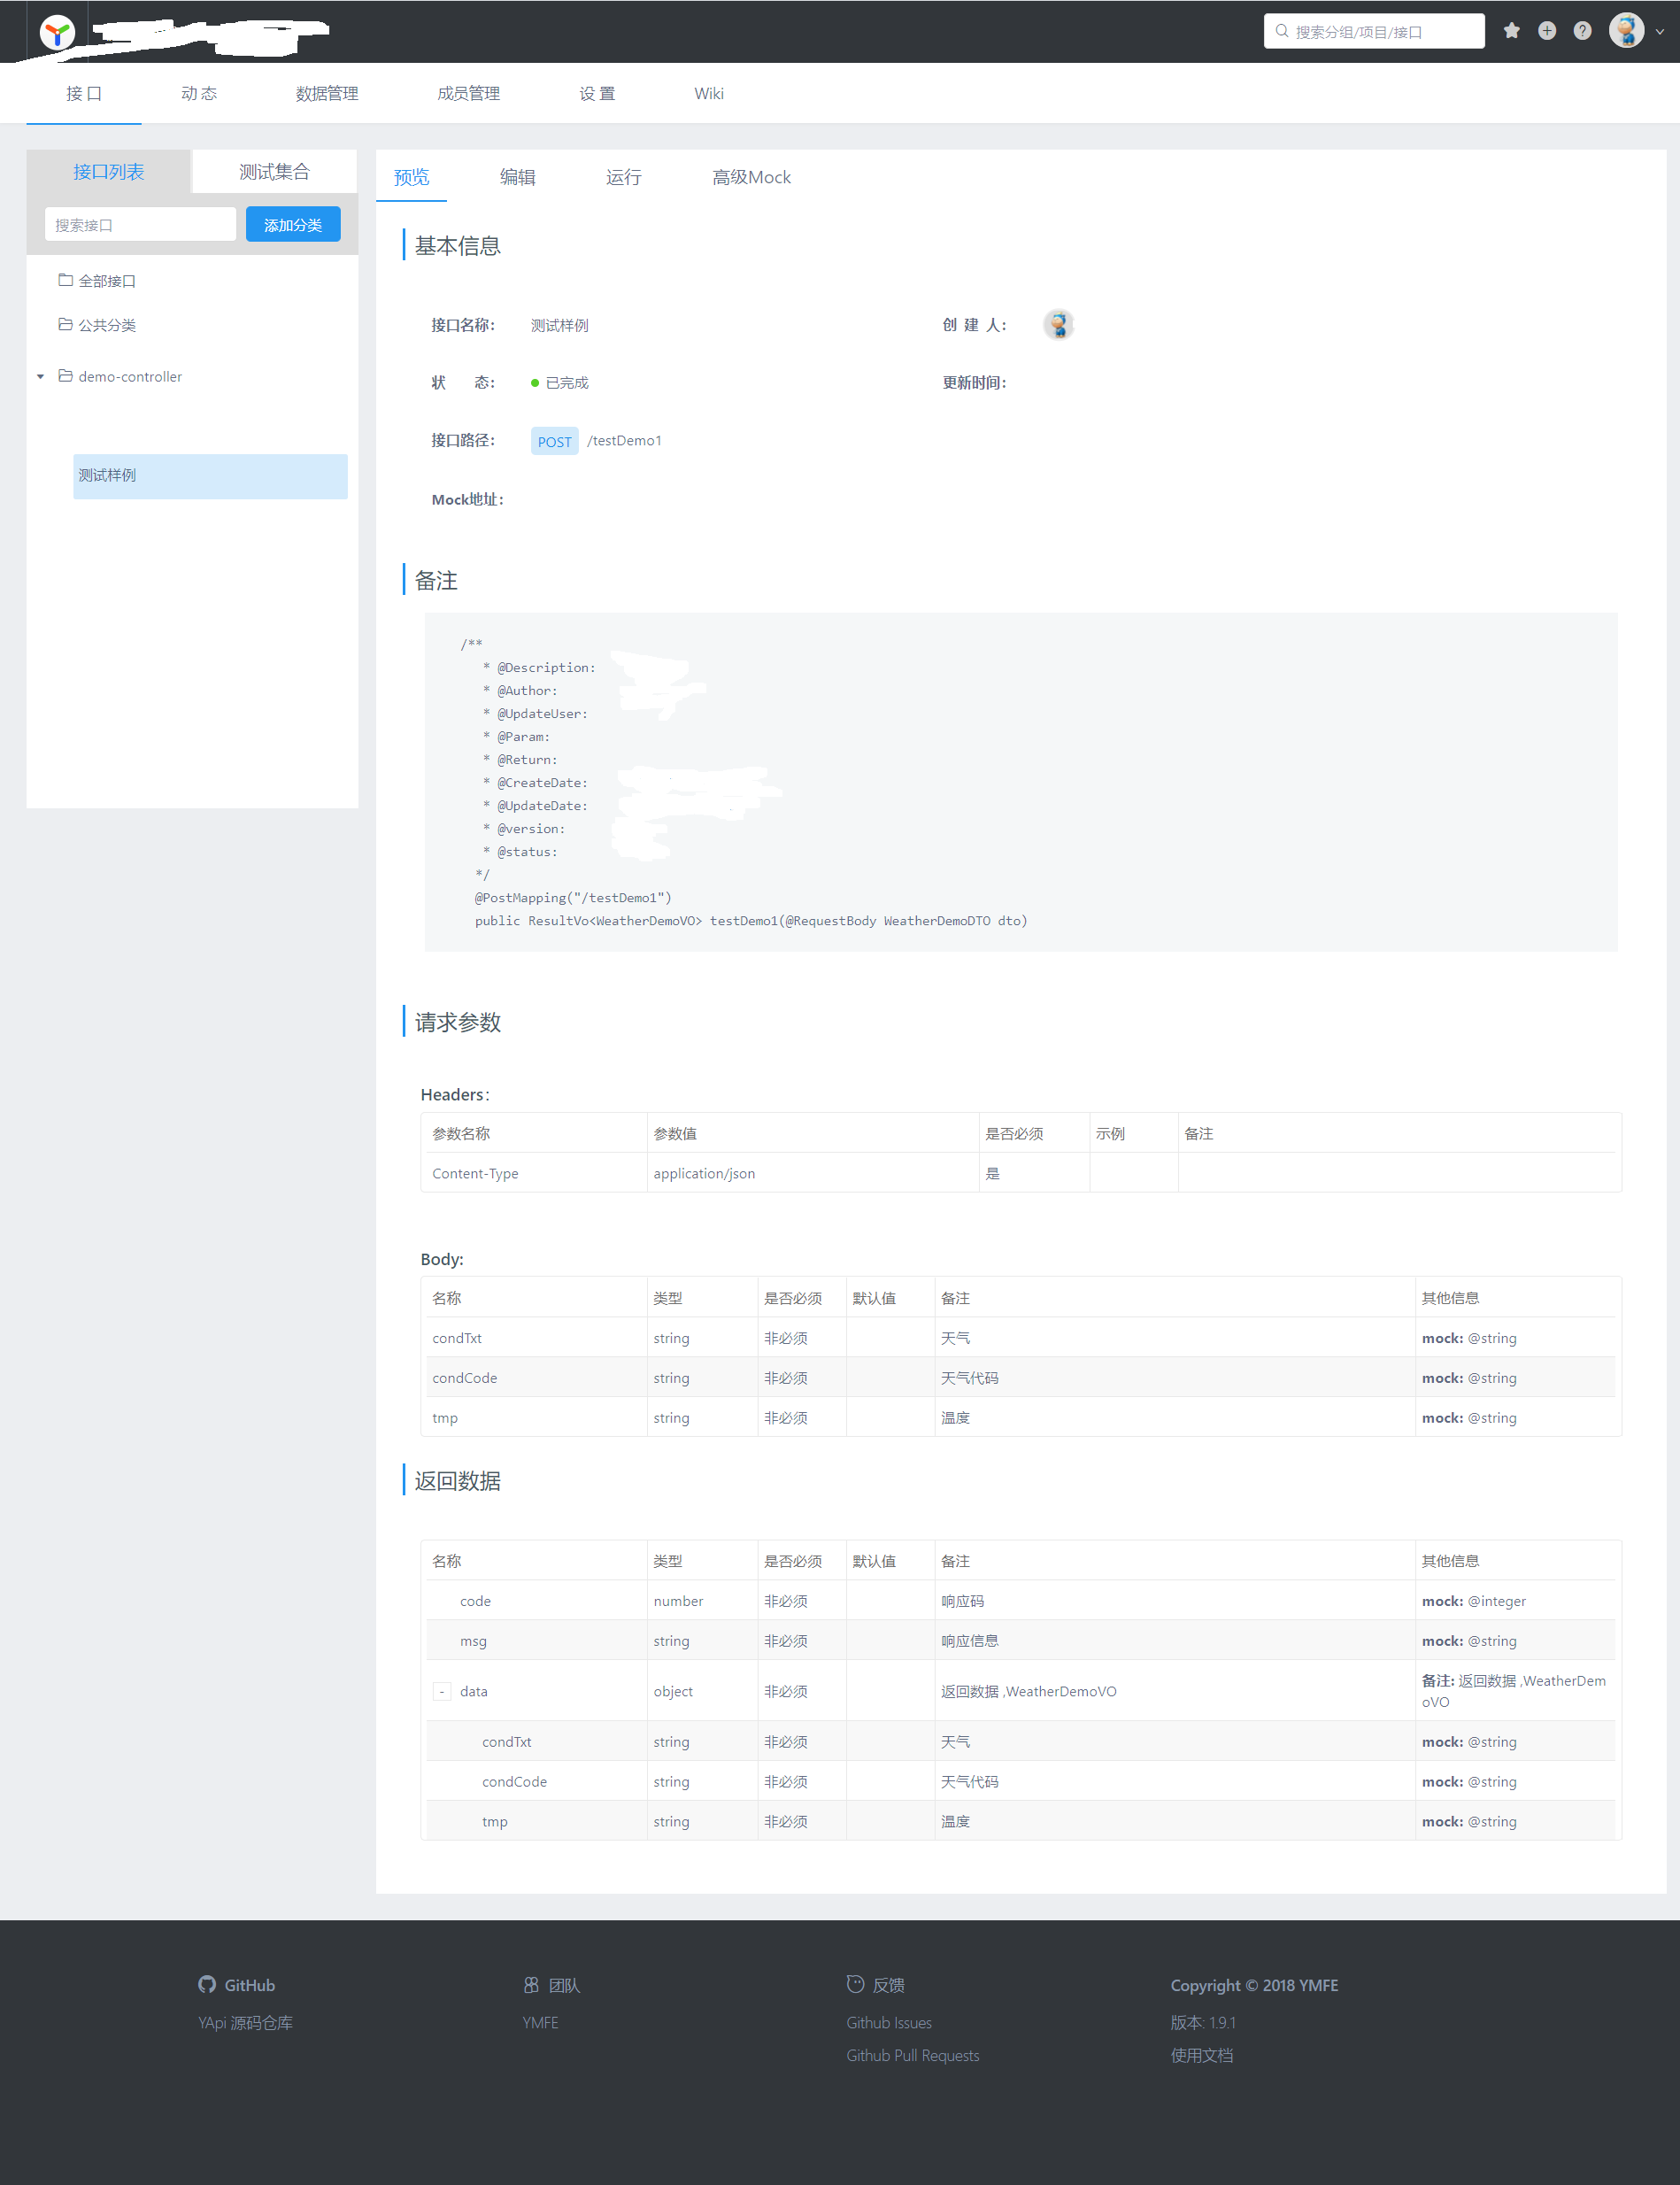 搜索分组/项目/接口
接 口 动 态 数据管理 成员管理 设 置 Wiki
接口列表 测试集合
搜索接口 添加分类
全部接口
公共分类
demo-controller
测试样例
预览 编辑 运行 高级Mock
基本信息
接口名称： 测试样例 创 建 人：
状 态： 已完成 更新时间：
接口路径： POST /testDemo1
Mock地址：
备注
/**
* @Description:
* @Author:
* @UpdateUser:
* @Param:
* @Return:
* @CreateDate:
* @UpdateDate:
* @version:
* @status:
*/
@PostMapping("/testDemo1")
public ResultVo<WeatherDemoVO> testDemo1(@RequestBody WeatherDemoDTO dto)
请求参数
Headers：
参数名称 参数值 是否必须 示例 备注
Content-Type application/json 是
Body:
名称 类型 是否必须 默认值 备注 其他信息
condTxt string 非必须 天气 mock: @string
condCode string 非必须 天气代码 mock: @string
tmp string 非必须 温度 mock: @string
返回数据
名称 类型 是否必须 默认值 备注 其他信息
code number 非必须 响应码 mock: @integer
msg string 非必须 响应信息 mock: @string
- data object 非必须 返回数据 ,WeatherDemoVO 备注: 返回数据 ,WeatherDem
oVO
condTxt string 非必须 天气 mock: @string
condCode string 非必须 天气代码 mock: @string
tmp string 非必须 温度 mock: @string
GitHub 团队 反馈 Copyright © 2018 YMFE
YApi 源码仓库 YMFE Github Issues 版本: 1.9.1
Github Pull Requests 使用文档